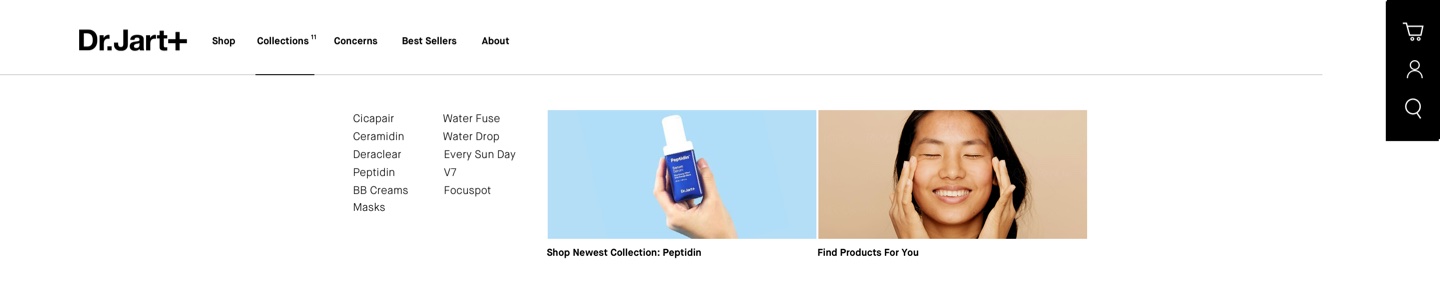 Dr.Jart+
Shop
Collections 11
Concerns
Best Sellers
About
Cicapair
Ceramidin
Deraclear
Peptidin
BB Creams
Masks
Water Fuse
Water Drop
Every Sun Day
V7
Focuspot
Peptidin
Dr.Jart+
Shop Newest Collection: Peptidin
Find Products For You